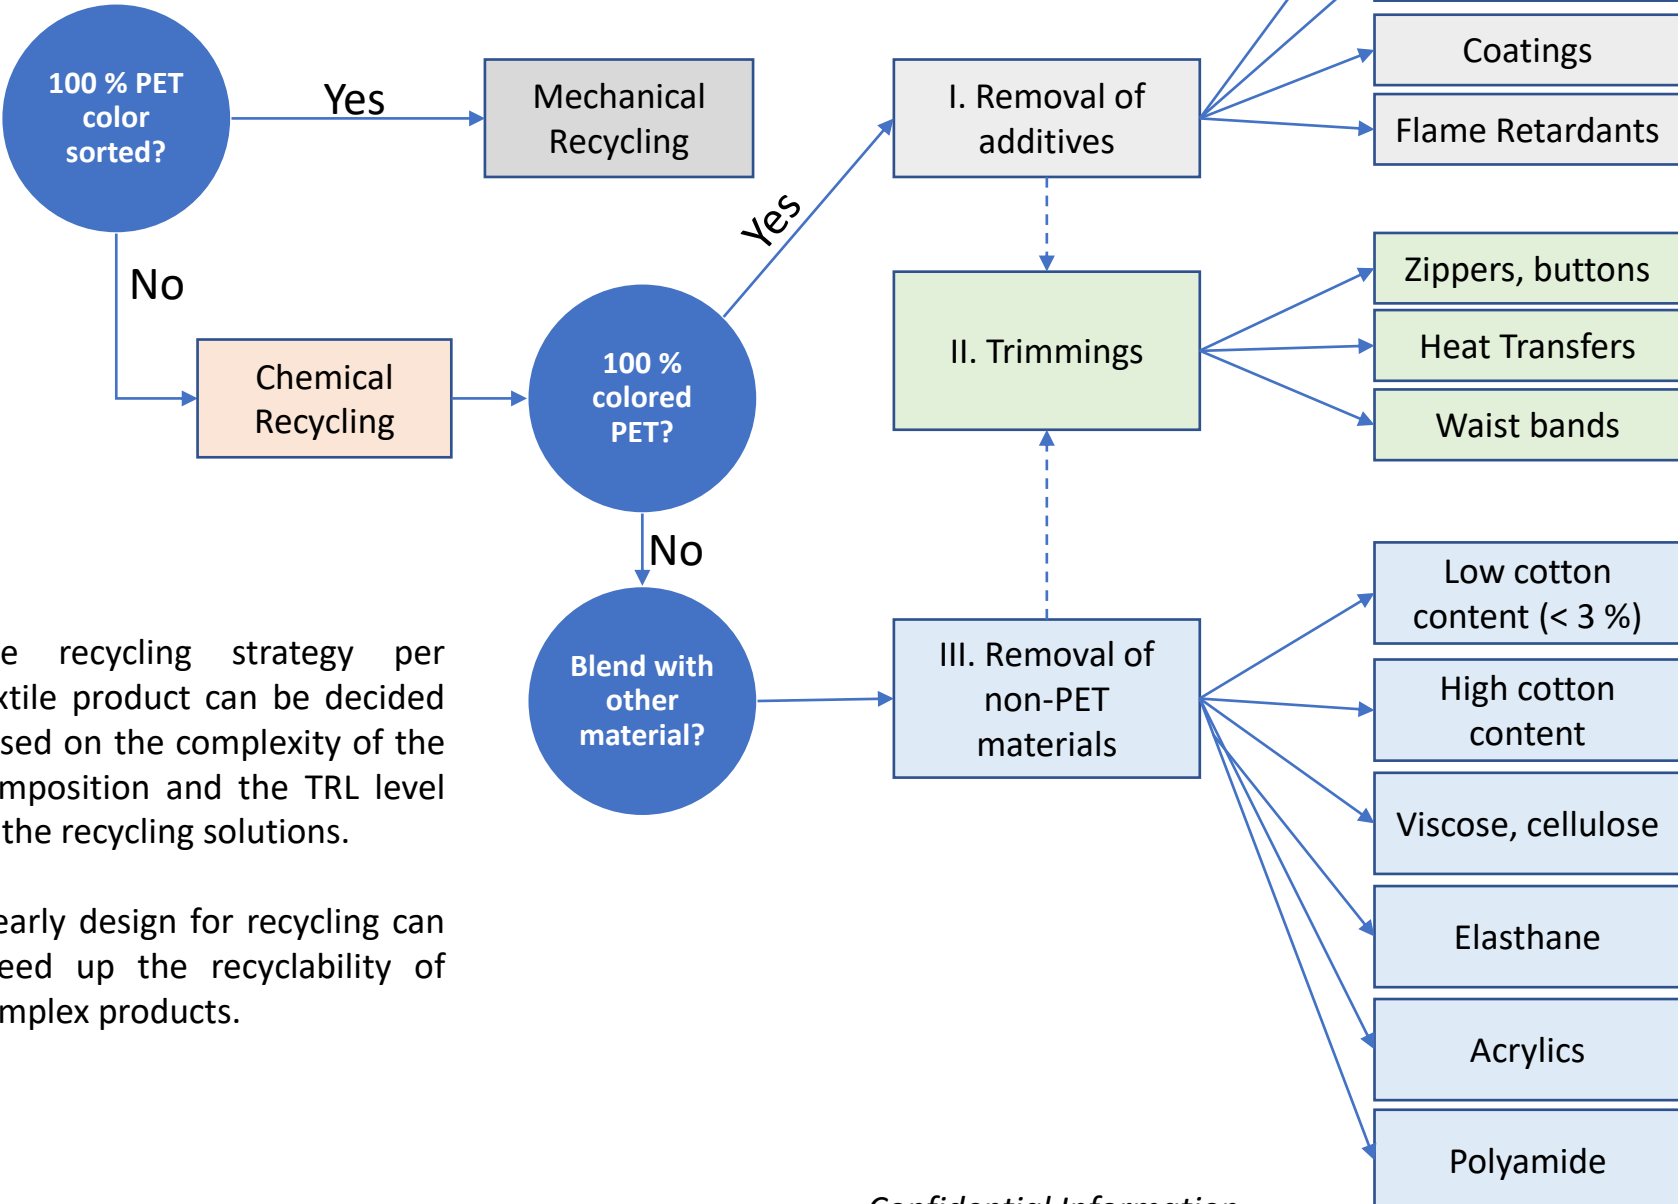 100 % PET
color
sorted?
Yes
Mechanical
Recycling
No
Chemical
Recycling
100 %
colored
PET?
Yes
No
Blend with
other
material?
I. Removal of
additives
Coatings
Flame Retardants
II. Trimmings
Zippers, buttons
Heat Transfers
Waist bands
III. Removal of
non-PET
materials
Low cotton
content (< 3 %)
High cotton
content
Viscose, cellulose
Elasthane
Acrylics
Polyamide
e recycling strategy per
xtile product can be decided
sed on the complexity of the
mposition and the TRL level
the recycling solutions.
early design for recycling can
eed up the recyclability of
mplex products.
Confidential Information